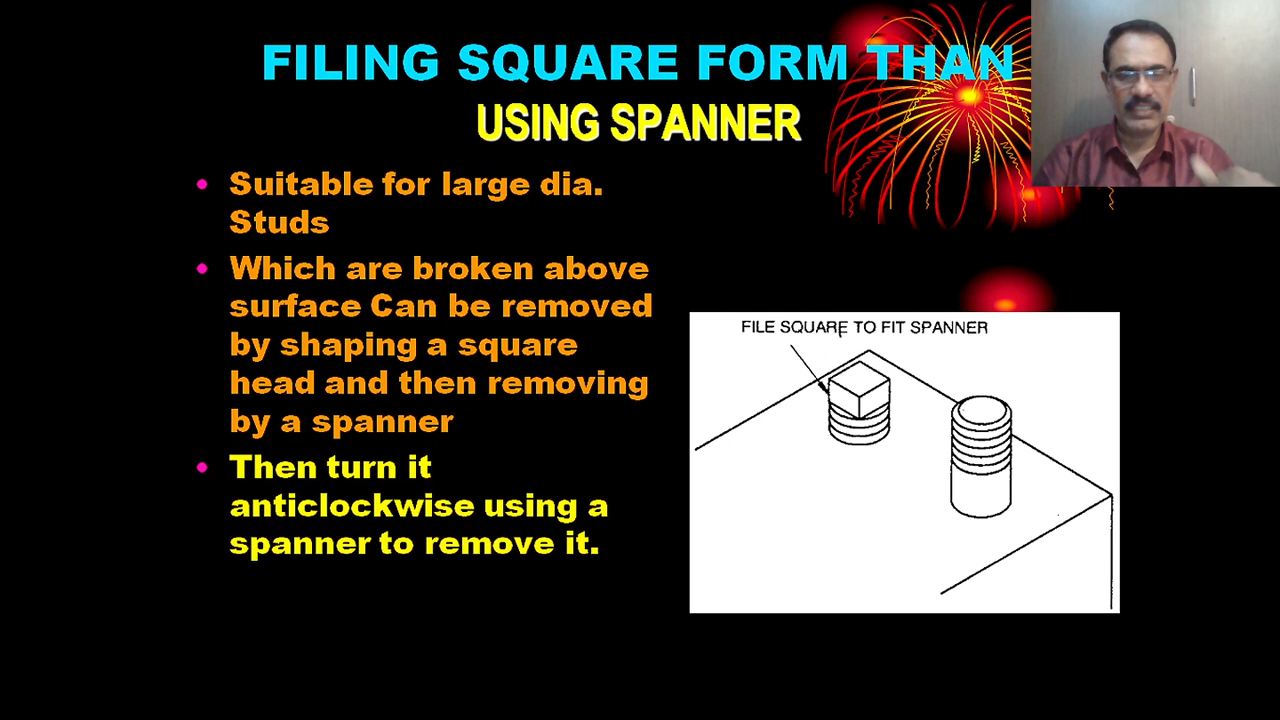 FILING SQUARE FORM THAN
USING SPANNER
• Suitable for large dia.
Studs
• Which are broken above
surface Can be removed
by shaping a square
head and then removing
by a spanner
• Then turn it
anticlockwise using a
spanner to remove it.
FILE SQUARE TO FIT SPANNER